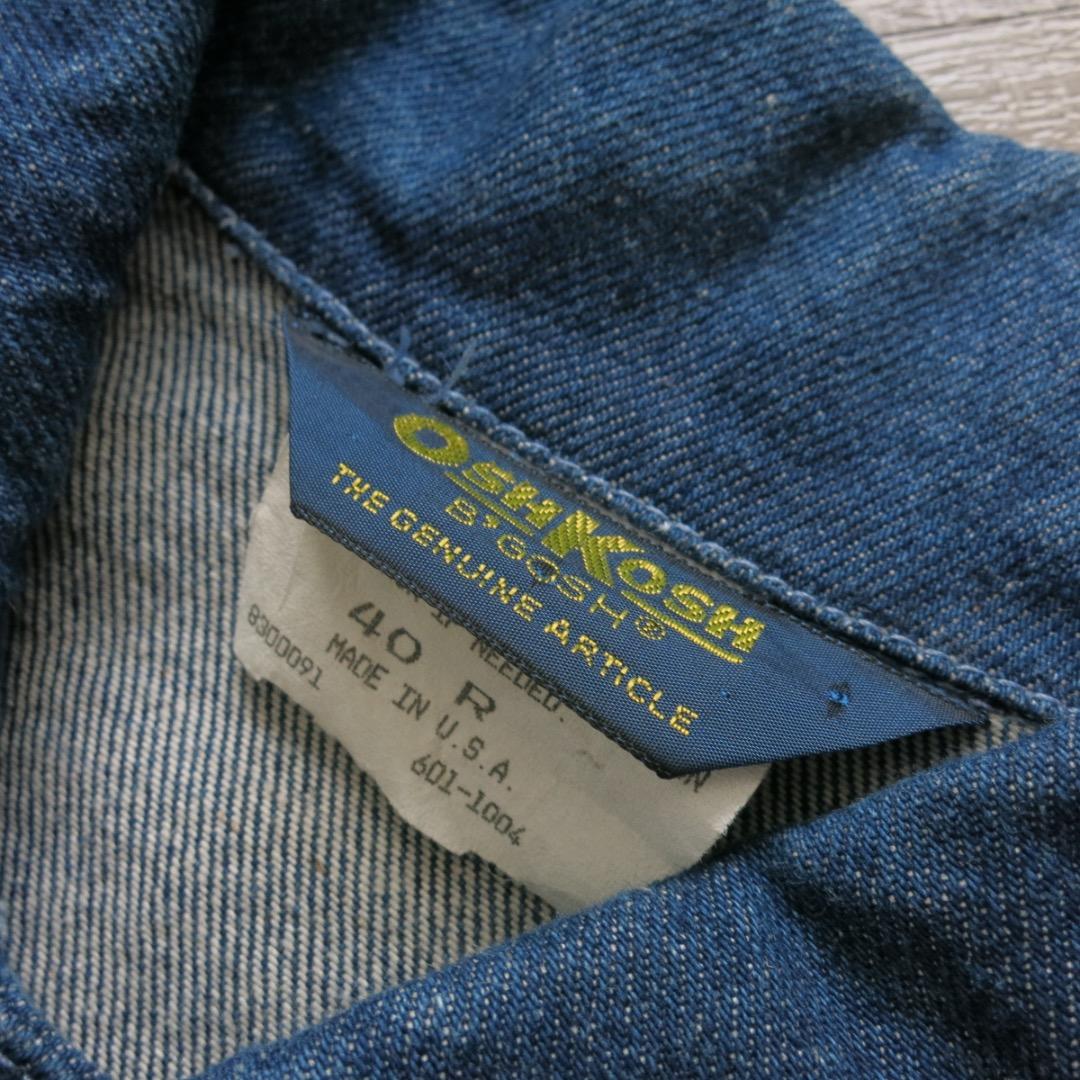 OSHKOSH
B'GOSH®
THE GENUINE ARTICLE
IF NEEDED.
40 R
MADE IN U.S.A.
8300091 601-1004